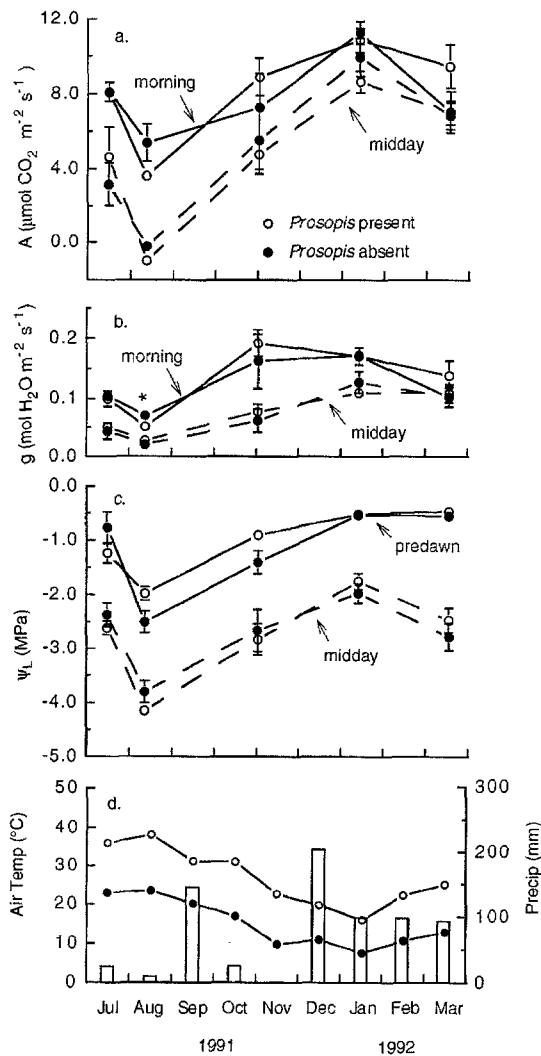 a.
12.0
8.0
4.0
0.0
A (μmol CO2 m-2 s-1)
morning
midday
Prosopis present
Prosopis absent
b.
0.2
0.1
0.0
g (mol H2O m-2 s-1)
morning
*
midday
c.
0.0
-1.0
-2.0
-3.0
-4.0
-5.0
ΨL (MPa)
predawn
midday
d.
50
40
30
20
10
0
Air Temp (°C)
300
200
100
0
Precip (mm)
Jul Aug Sep Oct Nov Dec Jan Feb Mar
1991 1992